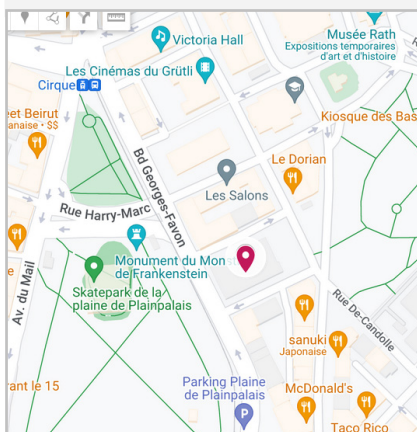 Musée Rath
Expositions temporaires
d'art et d'histoire
Victoria Hall
Les Cinémas du Grütli
Cirque
et Beirut
anaise • $$
Kiosque des Bas
Le Dorian
Bd Georges-Favon
Les Salons
Rue Harry-Marc
Monument du Mon
de Frankenstein
Skatepark de la
plaine de Plainpalais
Av. du Mail
e
Rue De-Candolle
sanuki
Japonaise
rant le 15
Parking Plaine
de Plainpalais
P
McDonald's
Taco Rico